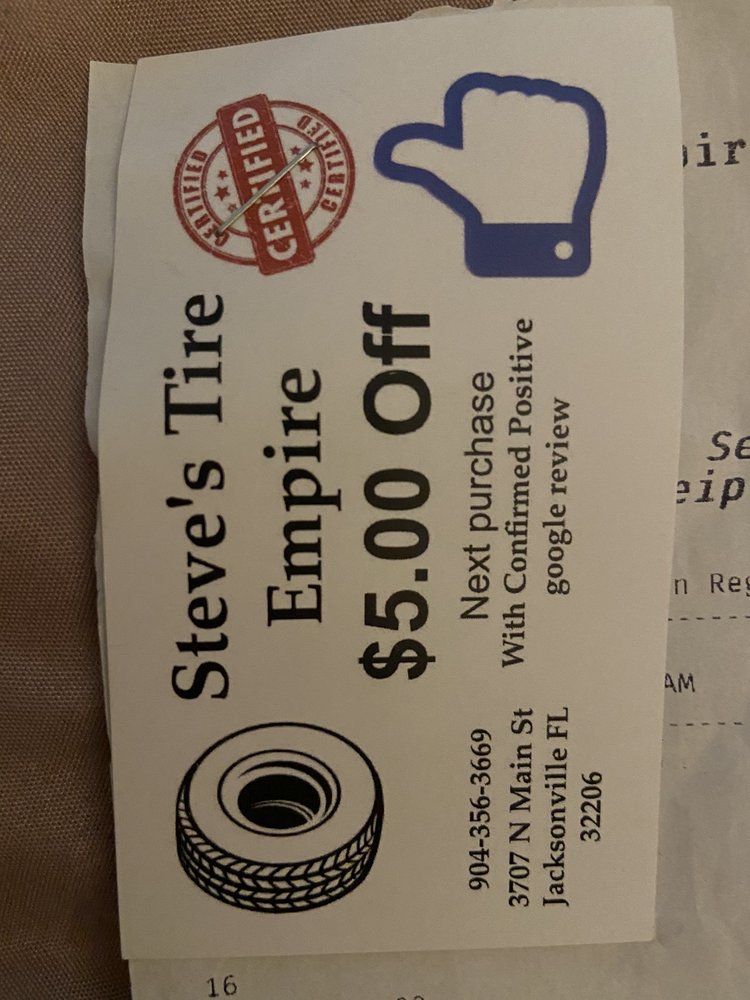 Steve's Tire
Empire
$5.00 Off
Next purchase
With Confirmed Positive
google review
904-356-3669
3707 N Main St
Jacksonville FL
32206
CERTIFIED
CERTIFIED
CERTIFIED
AM
16